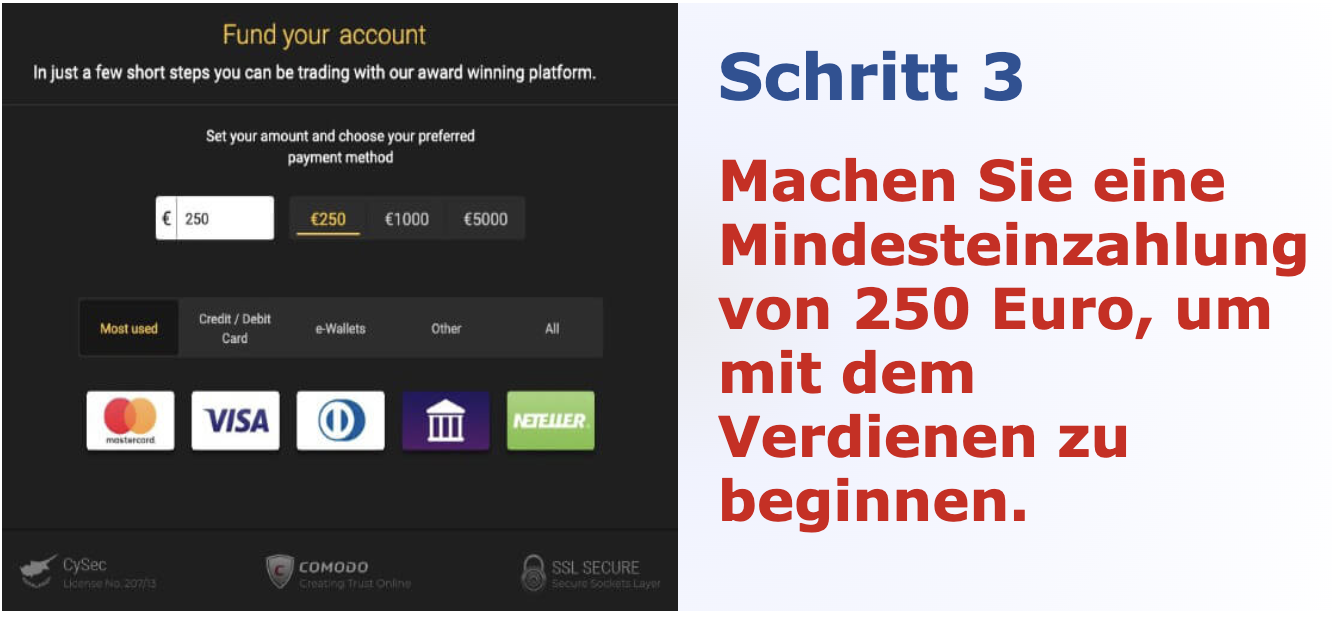 Fund your account
In just a few short steps you can be trading with our award winning platform.
Set your amount and choose your preferred
payment method
€ 250 €250 €1000 €5000
Most used Credit / Debit Card e-Wallets Other All
mastercard VISA NETELLER
CySec
License No. 207/13
COMODO
Creating Trust Online
SSL SECURE
Secure Sockets Layer
Schritt 3
Machen Sie eine
Mindesteinzahlung
von 250 Euro, um
mit dem
Verdienen zu
beginnen.